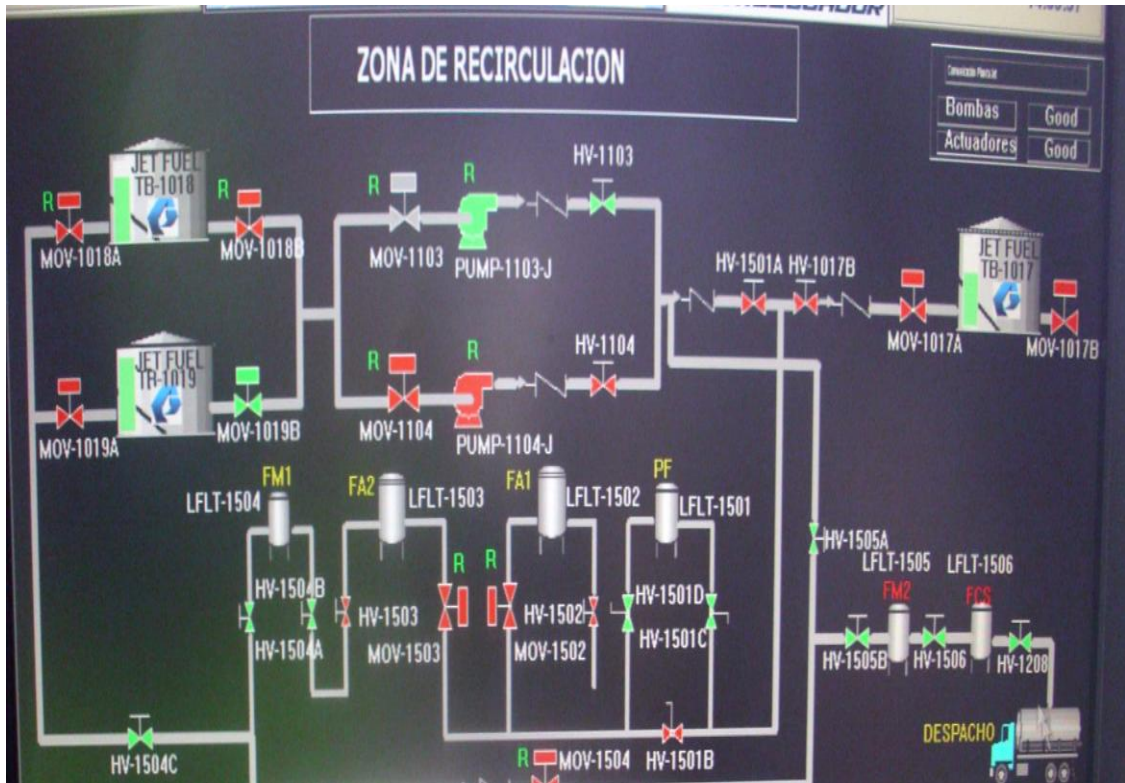 ZONA DE RECIRCULACION
Bombas Good
Actuadores Good
JET FUEL
TB-1018
R
R
MOV-1018A
MOV-1018B
R
MOV-1103
R
PUMP-1103-J
HV-1103
HV-1501A
HV-1017B
JET FUEL
TB-1017
MOV-1017A
MOV-1017B
JET FUEL
TB-1019
MOV-1019A
MOV-1019B
R
MOV-1104
R
PUMP-1104-J
HV-1104
FM1
LFLT-1504
FA2
LFLT-1503
FA1
LFLT-1502
PF
LFLT-1501
R
R
HV-1504B
HV-1504A
HV-1503
MOV-1503
HV-1502
MOV-1502
HV-1501D
HV-1501C
HV-1505A
LFLT-1505
FM2
LFLT-1506
FCS
HV-1505B
HV-1506
HV-1208
DESPACHO
HV-1504C
R
MOV-1504
HV-1501B